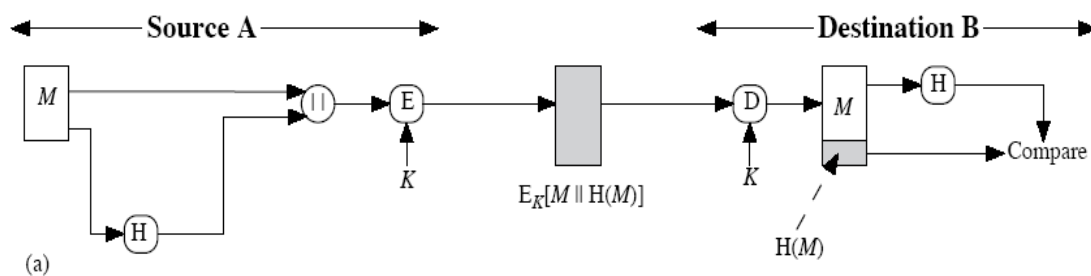 Source A
Destination B
M
||
E
D
M
H
K
K
Compare
E_K[M || H(M)]
H
H(M)
(a)